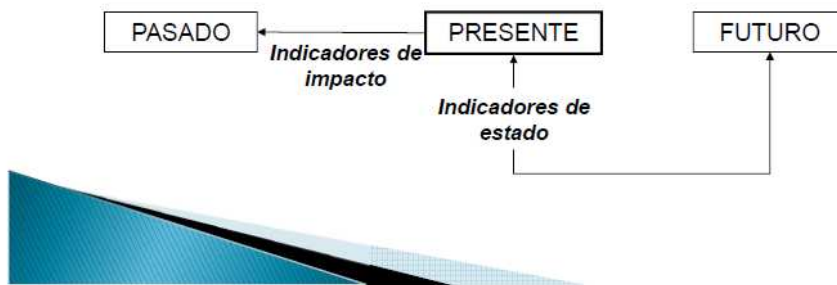 PASADO
PRESENTE
FUTURO
Indicadores de
impacto
Indicadores de
estado